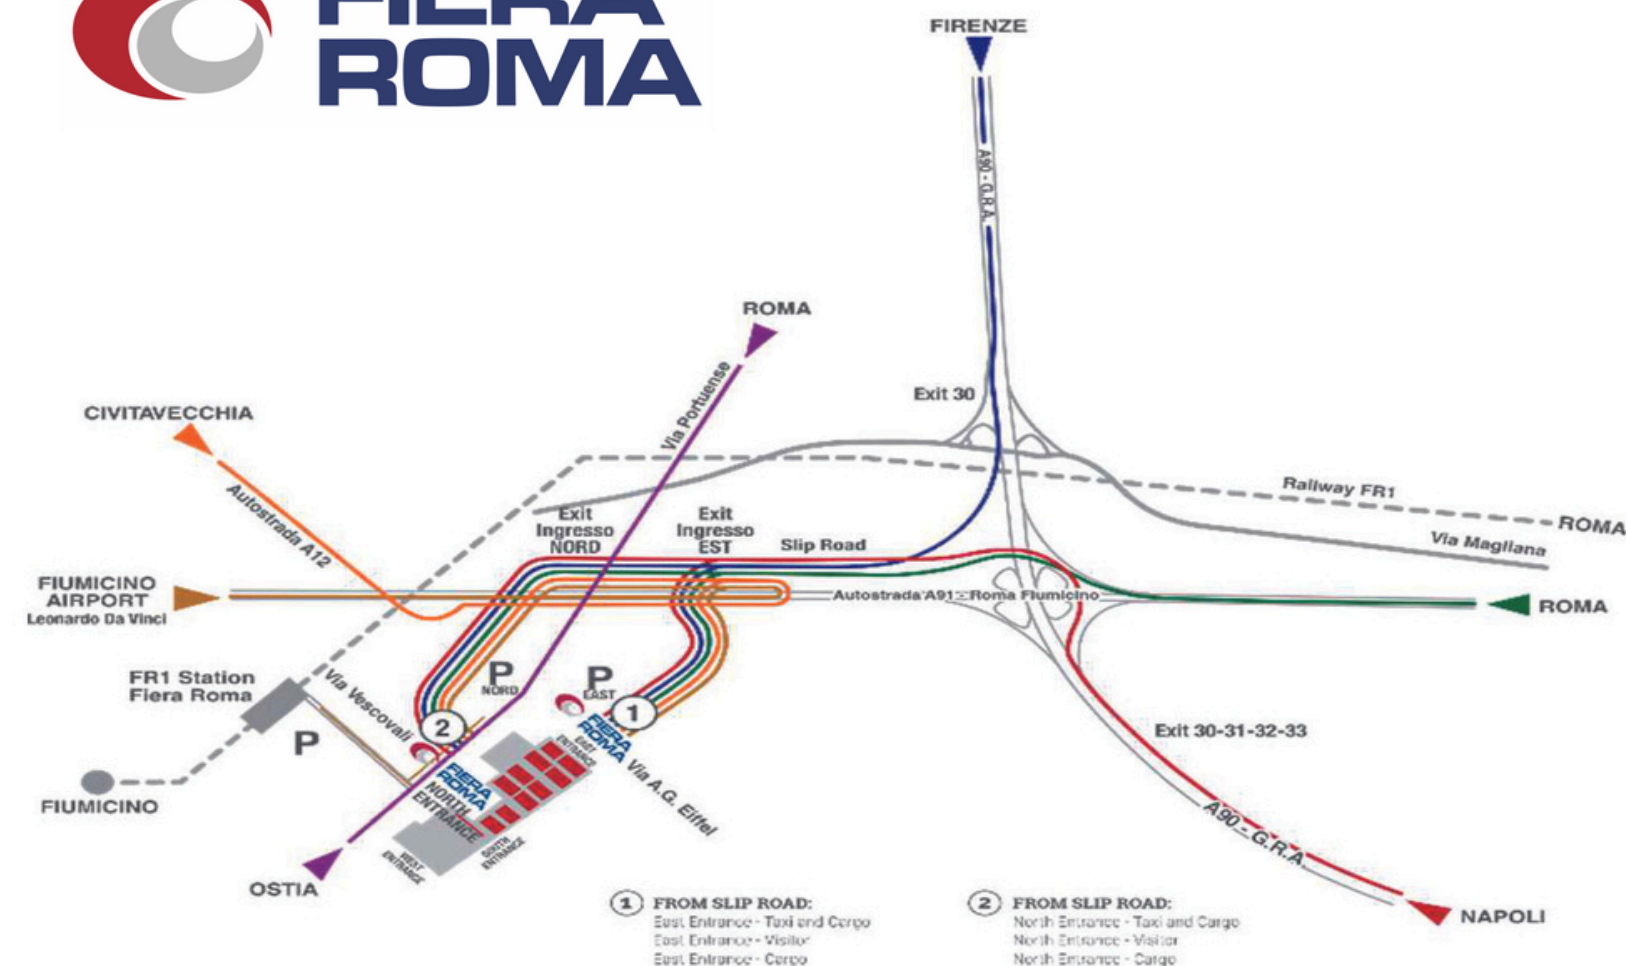 FIERA
ROMA
FIRENZE
A90 - G.R.A.
ROMA
Via Portuense
Exit 30
CIVITAVECCHIA
Autostrada A12
Railway FR1
ROMA
Via Magliana
Exit
Ingresso
NORD
Exit
Ingresso
EST
Slip Road
FIUMICINO
AIRPORT
Leonardo Da Vinci
Autostrada A91 - Roma Fiumicino
ROMA
FR1 Station
Fiera Roma
Via Vescovali
P
NORD
P
EAST
1
2
P
FIERA
ROMA
EAST
ENTRANCE
Via A.G. Eiffel
Exit 30-31-32-33
FIUMICINO
FIERA
ROMA
NORTH
ENTRANCE
SOUTH
ENTRANCE
WEST
ENTRANCE
A90 - G.R.A.
OSTIA
NAPOLI
1 FROM SLIP ROAD:
East Entrance - Taxi and Cargo
East Entrance - Visitor
East Entrance - Cargo
2 FROM SLIP ROAD:
North Entrance - Taxi and Cargo
North Entrance - Visitor
North Entrance - Cargo